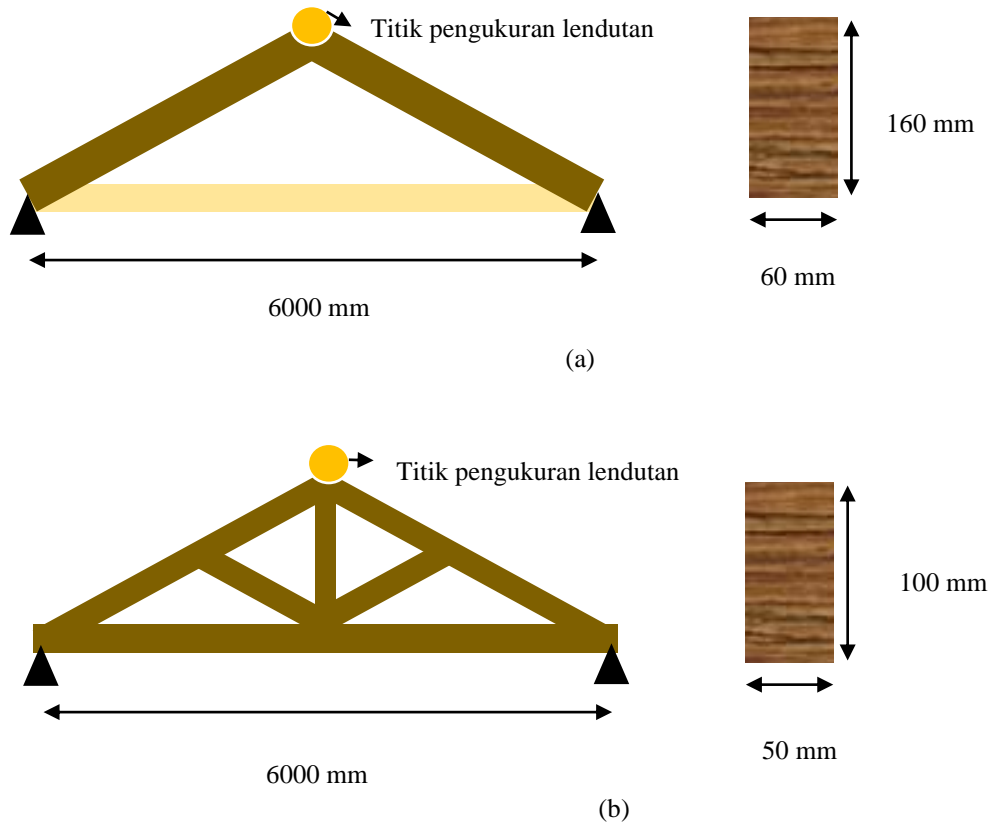 Titik pengukuran lendutan
160 mm
60 mm
6000 mm
(a)
Titik pengukuran lendutan
100 mm
50 mm
6000 mm
(b)